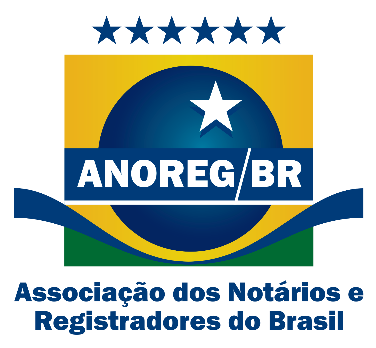 ANOREG/BR
Associação dos Notários e
Registradores do Brasil